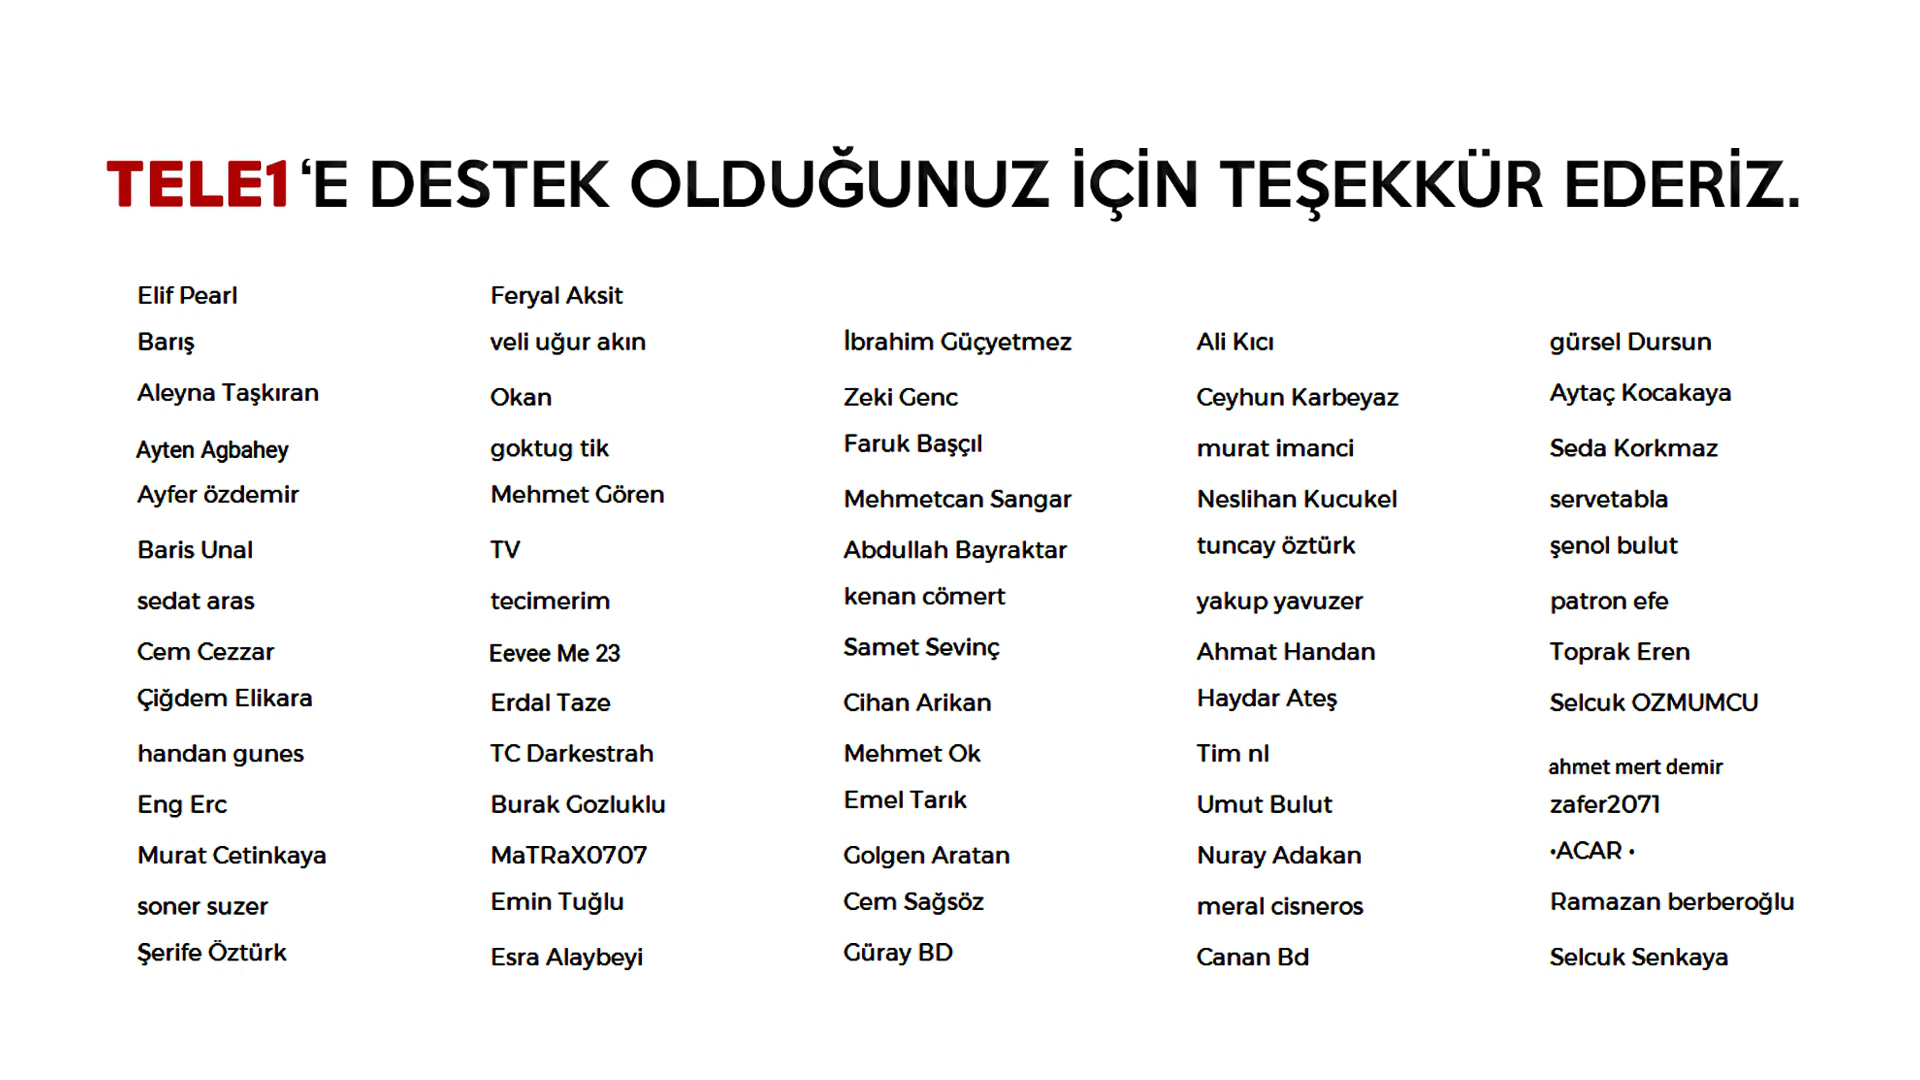 TELE1 ‘E DESTEK OLDUĞUNUZ İÇİN TEŞEKKÜR EDERİZ.
Elif Pearl
Barış
Aleyna Taşkıran
Ayten Agbahey
Ayfer özdemir
Baris Unal
sedat aras
Cem Cezzar
Çiğdem Elikara
handan gunes
Eng Erc
Murat Cetinkaya
soner suzer
Şerife Öztürk
Feryal Aksit
veli uğur akın
Okan
goktug tik
Mehmet Gören
TV
tecimerim
Eevee Me 23
Erdal Taze
TC Darkestrah
Burak Gozluklu
MaTRaX0707
Emin Tuğlu
Esra Alaybeyi
İbrahim Güçyetmez
Zeki Genc
Faruk Başçıl
Mehmetcan Sangar
Abdullah Bayraktar
kenan cömert
Samet Sevinç
Cihan Arikan
Mehmet Ok
Emel Tarık
Golgen Aratan
Cem Sağsöz
Güray BD
Ali Kıcı
Ceyhun Karbeyaz
murat imanci
Neslihan Kucukel
tuncay öztürk
yakup yavuzer
Ahmat Handan
Haydar Ateş
Tim nl
Umut Bulut
Nuray Adakan
meral cisneros
Canan Bd
gürsel Dursun
Aytaç Kocakaya
Seda Korkmaz
servetabla
şenol bulut
patron efe
Toprak Eren
Selcuk OZMUMCU
ahmet mert demir
zafer2071
•ACAR •
Ramazan berberoğlu
Selcuk Senkaya